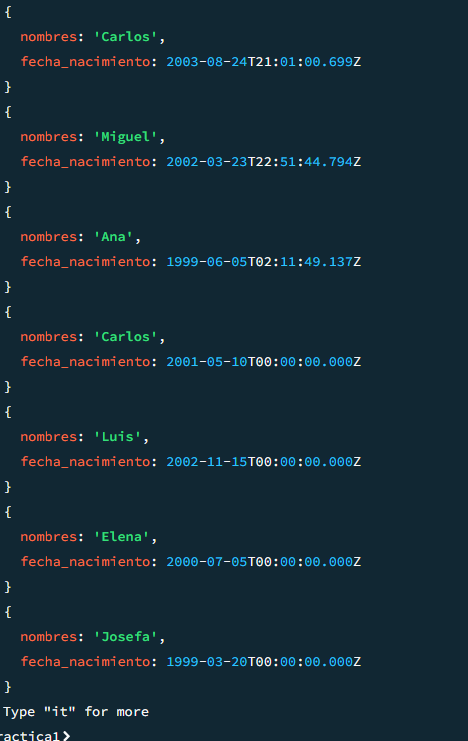 {
  nombres: 'Carlos',
  fecha_nacimiento: 2003-08-24T21:01:00.699Z
}
{
  nombres: 'Miguel',
  fecha_nacimiento: 2002-03-23T22:51:44.794Z
}
{
  nombres: 'Ana',
  fecha_nacimiento: 1999-06-05T02:11:49.137Z
}
{
  nombres: 'Carlos',
  fecha_nacimiento: 2001-05-10T00:00:00.000Z
}
{
  nombres: 'Luis',
  fecha_nacimiento: 2002-11-15T00:00:00.000Z
}
{
  nombres: 'Elena',
  fecha_nacimiento: 2000-07-05T00:00:00.000Z
}
{
  nombres: 'Josefa',
  fecha_nacimiento: 1999-03-20T00:00:00.000Z
}
Type "it" for more
ractica1>